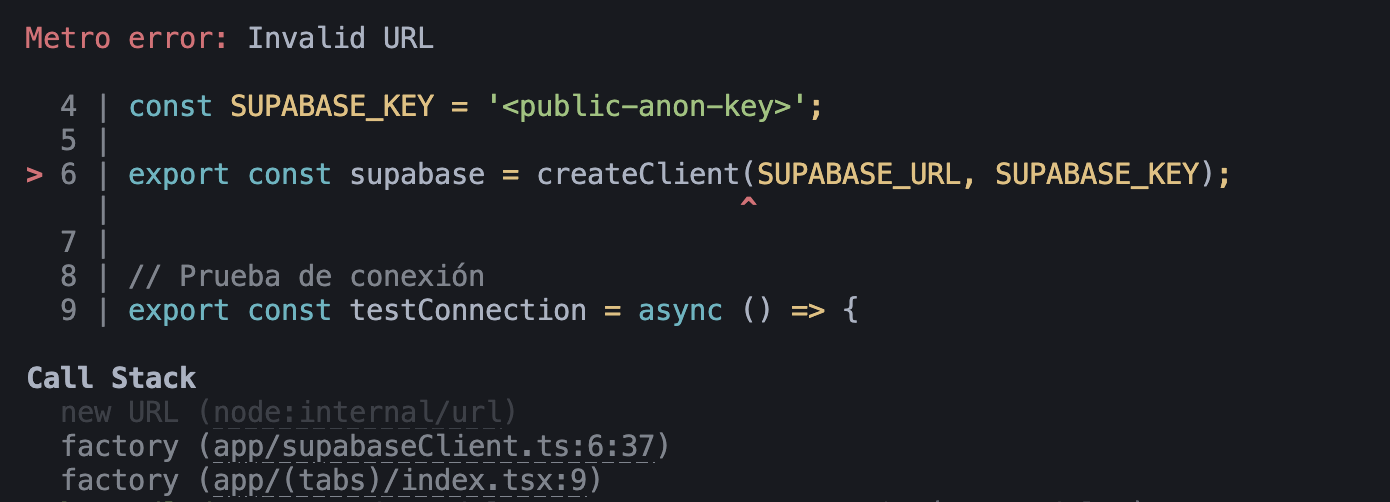 Metro error: Invalid URL
4 | const SUPABASE_KEY = '<public-anon-key>';
5 |
> 6 | export const supabase = createClient(SUPABASE_URL, SUPABASE_KEY);
| ^
7 |
8 | // Prueba de conexión
9 | export const testConnection = async () => {
Call Stack
new URL (node:internal/url)
factory (app/supabaseClient.ts:6:37)
factory (app/(tabs)/index.tsx:9)